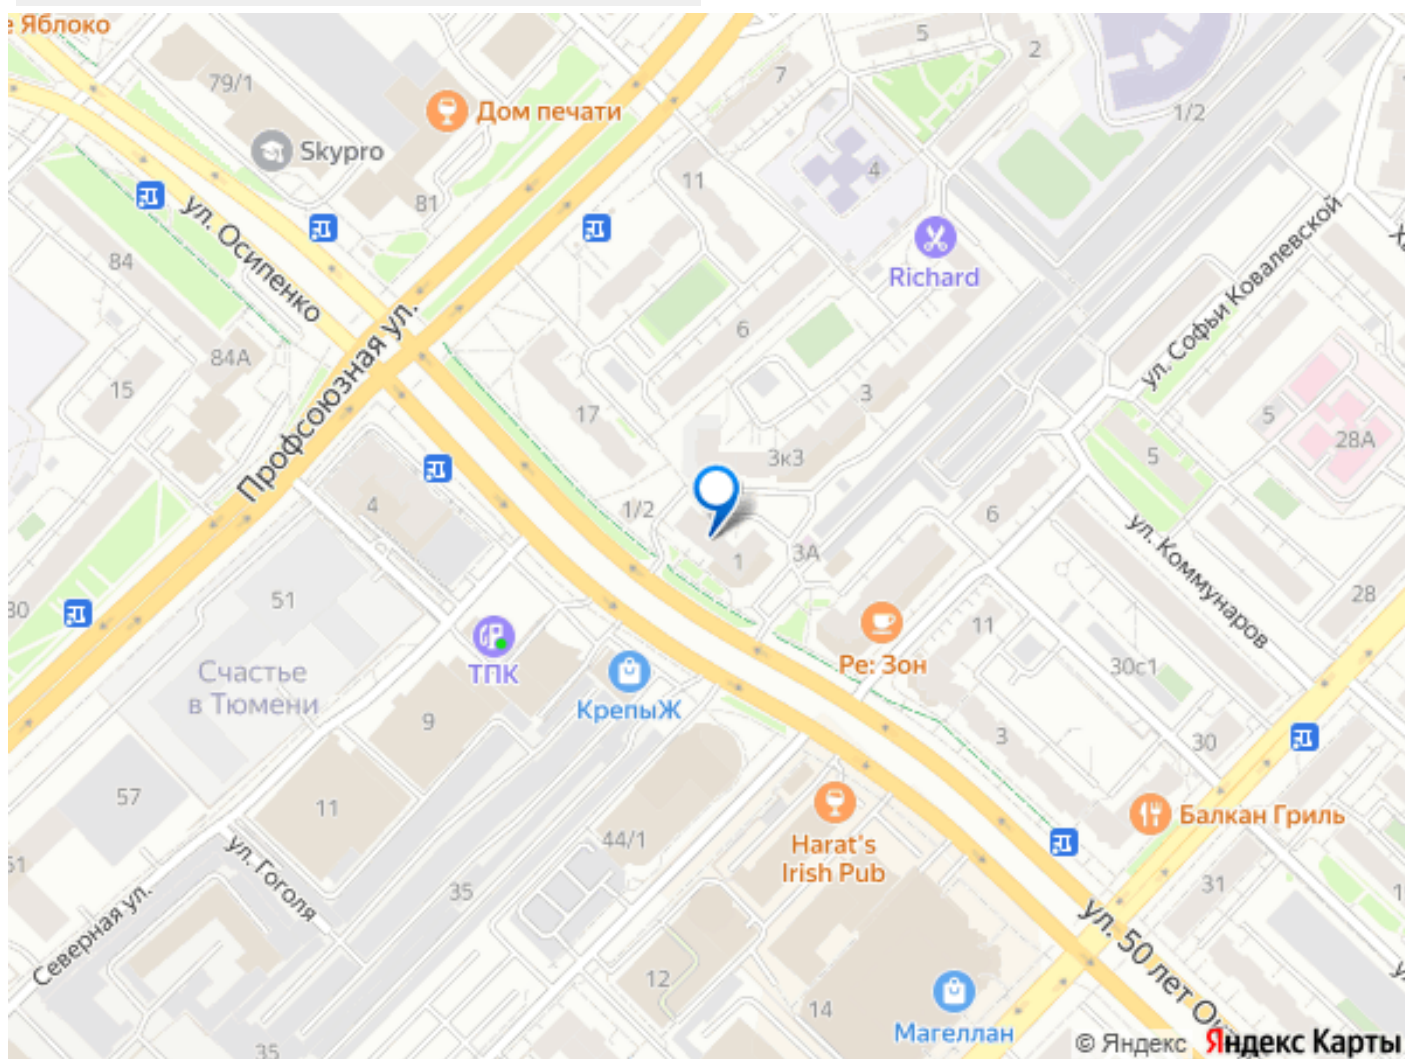 е Яблоко
79/1
Дом печати
Skypro
81
ул. Осипенко
84
84А
15
Профсоюзная ул.
5
2
7
1/2
11
4
Richard
6
17
3
3к3
ул. Софьи Ковалевской
5
28А
5
1/2
4
1
3А
6
ул. Коммунаров
28
30
51
Счастье
в Тюмени
ТПК
КрепыЖ
Ре: Зон
11
30с1
9
3
30
57
11
44/1
Harat's
Irish Pub
Балкан Гриль
51
ул. Гоголя
35
31
1
Северная ул.
12
14
ул. 50 лет Ок
Магеллан
35
© Яндекс Яндекс Карты